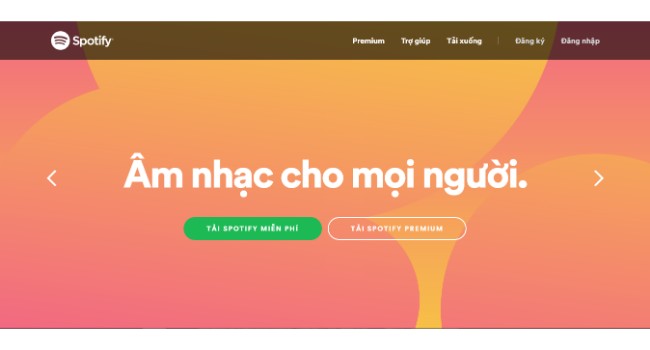 Spotify
Premium Trợ giúp Tải xuống | Đăng ký Đăng nhập
Âm nhạc cho mọi người.
TẢI SPOTIFY MIỄN PHÍ TẢI SPOTIFY PREMIUM